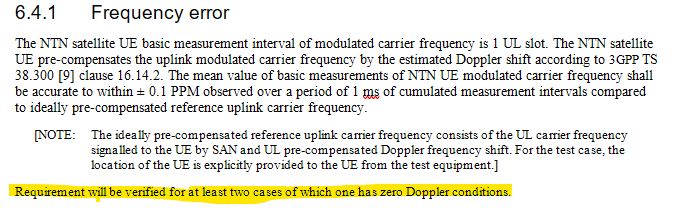 6.4.1 Frequency error
The NTN satellite UE basic measurement interval of modulated carrier frequency is 1 UL slot. The NTN satellite
UE pre-compensates the uplink modulated carrier frequency by the estimated Doppler shift according to 3GPP TS
38.300 [9] clause 16.14.2. The mean value of basic measurements of NTN UE modulated carrier frequency shall
be accurate to within ± 0.1 PPM observed over a period of 1 ms of cumulated measurement intervals compared
to ideally pre-compensated reference uplink carrier frequency.
[NOTE: The ideally pre-compensated reference uplink carrier frequency consists of the UL carrier frequency
signalled to the UE by SAN and UL pre-compensated Doppler frequency shift. For the test case, the
location of the UE is explicitly provided to the UE from the test equipment.]
Requirement will be verified for at least two cases of which one has zero Doppler conditions.